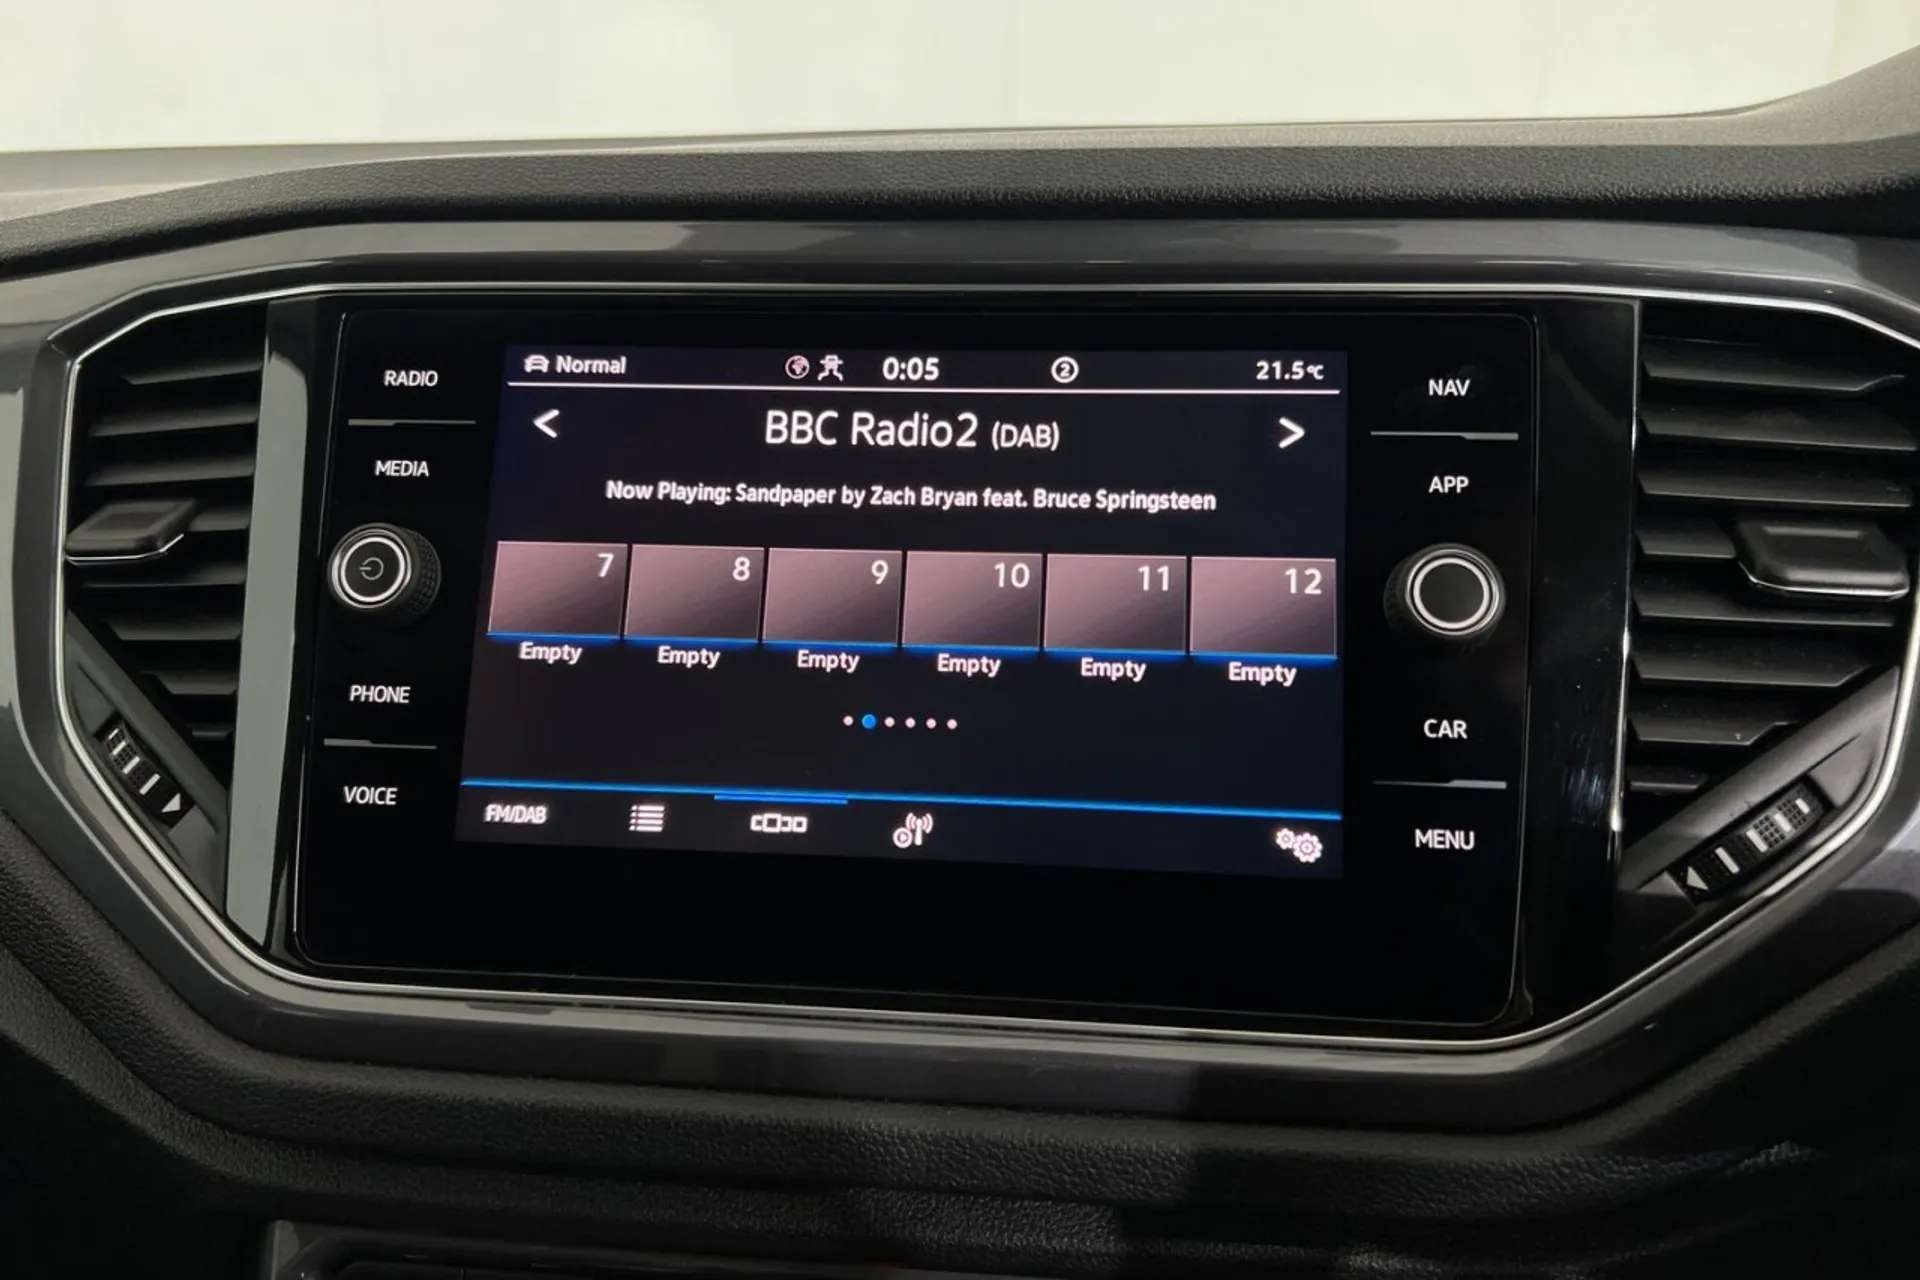 RADIO
MEDIA
PHONE
VOICE
Normal
0:05
2
21.5°C
BBC Radio2 (DAB)
Now Playing: Sandpaper by Zach Bryan feat. Bruce Springsteen
7
8
9
10
11
12
Empty
Empty
Empty
Empty
Empty
Empty
FM/DAB
NAV
APP
CAR
MENU